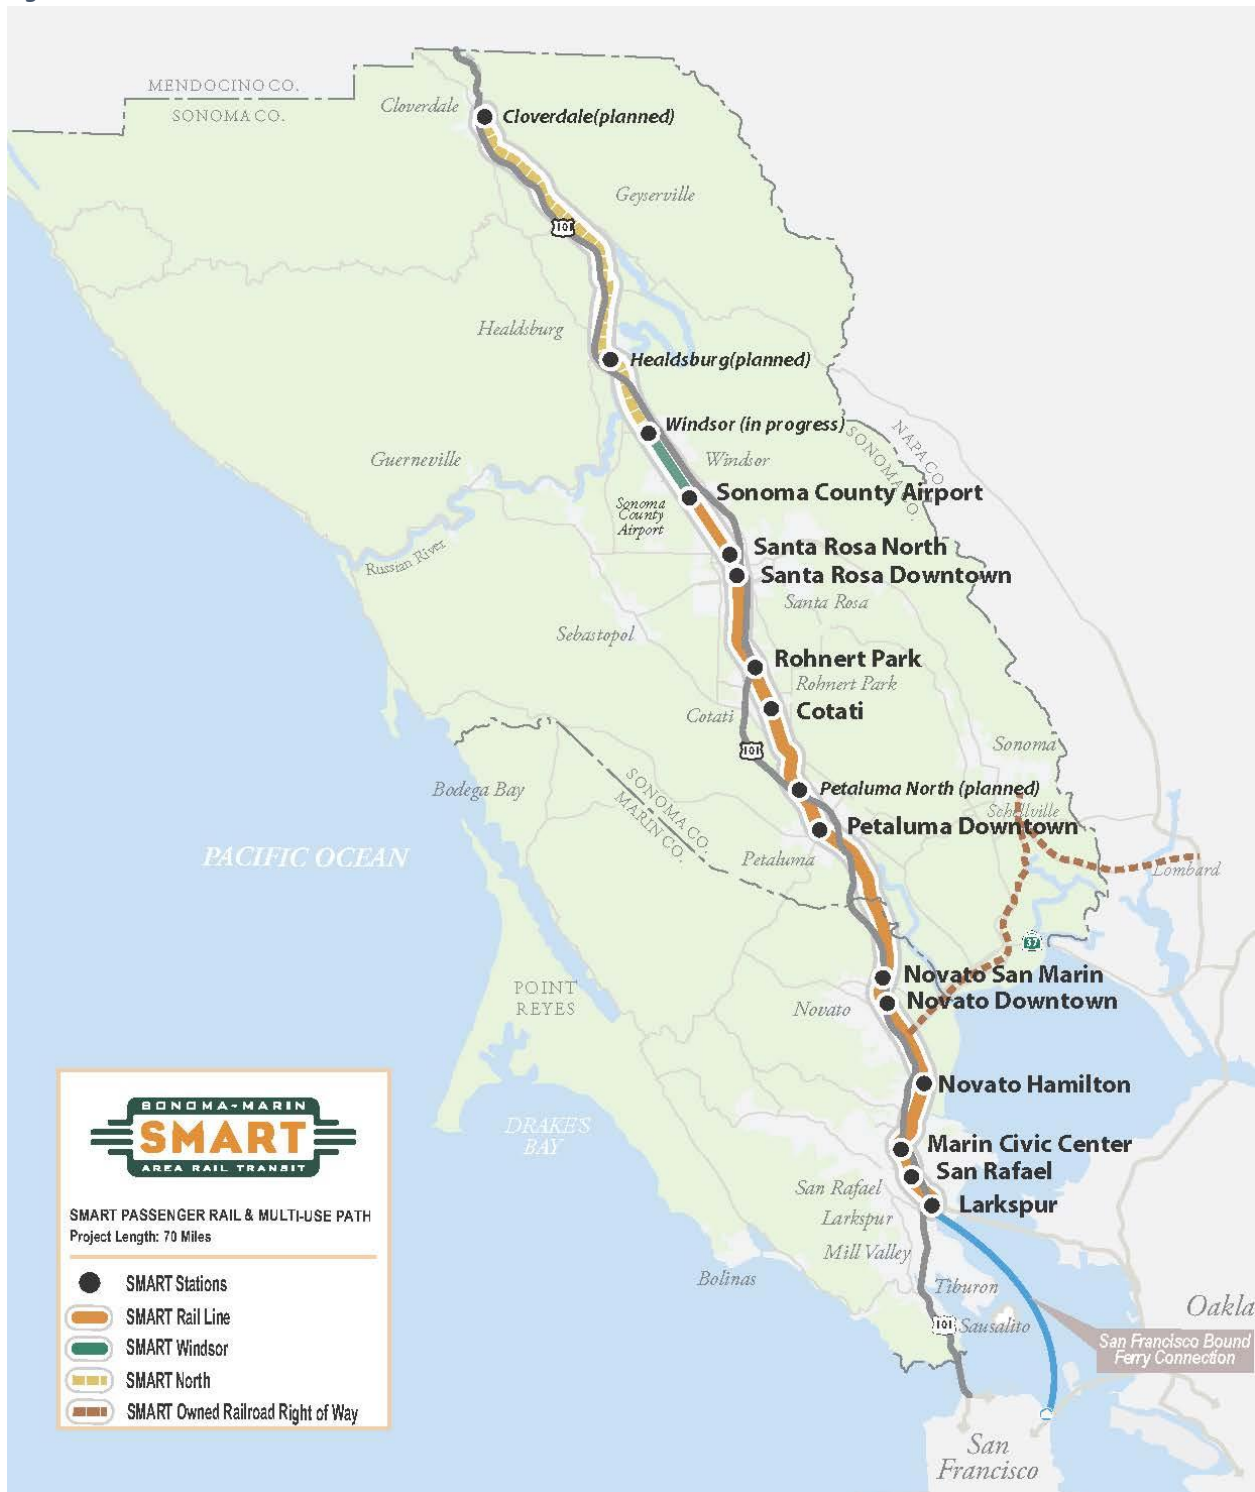 MENDOCINO CO.
SONOMA CO.
Cloverdale
Cloverdale(planned)
Geyserville
101
Healdsburg
Healdsburg(planned)
Windsor (in progress)
NAPA CO.
SONOMA CO.
Guerneville
Windsor
Sonoma County Airport
Sonoma
County
Airport
Santa Rosa North
Russian River
Santa Rosa Downtown
Santa Rosa
Sebastopol
Rohnert Park
Rohnert Park
Cotati
Cotati
101
Sonoma
SONOMA CO.
MARIN CO.
Bodega Bay
Petaluma North (planned)
Schellville
Petaluma Downtown
PACIFIC OCEAN
Petaluma
Lombard
37
Novato San Marin
POINT
REYES
Novato
Novato Downtown
Novato Hamilton
DRAKES
BAY
Marin Civic Center
San Rafael
San Rafael
Larkspur
Larkspur
Mill Valley
Bolinas
Tiburon
Oakla
101
Sausalito
San Francisco Bound
Ferry Connection
San
Francisco
SONOMA-MARIN
SMART
AREA RAIL TRANSIT
SMART PASSENGER RAIL & MULTI-USE PATH
Project Length: 70 Miles
SMART Stations
SMART Rail Line
SMART Windsor
SMART North
SMART Owned Railroad Right of Way